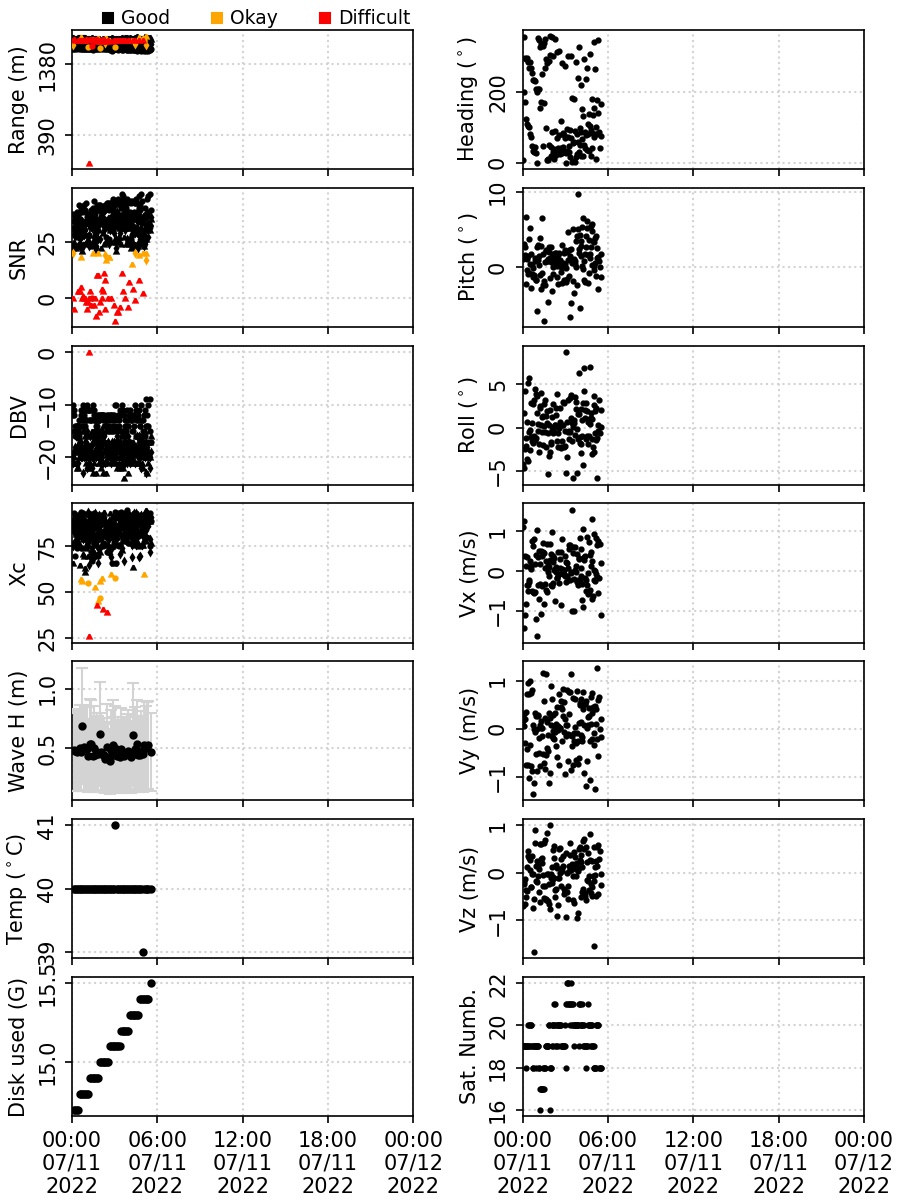 Good Okay Difficult
Range (m)
1380
390
Heading (°)
200
0
SNR
25
0
Pitch (°)
10
0
DBV
0
−10
−20
Roll (°)
5
0
−5
Xc
75
50
25
Vx (m/s)
1
0
−1
Wave H (m)
1.0
0.5
Vy (m/s)
1
0
−1
Temp (°C)
41
40
39
Vz (m/s)
1
0
−1
Disk used (G)
15.5
15.0
Sat. Numb.
22
20
18
16
00:00 06:00 12:00 18:00 00:00
07/11 07/11 07/11 07/11 07/12
2022 2022 2022 2022 2022
00:00 06:00 12:00 18:00 00:00
07/11 07/11 07/11 07/11 07/12
2022 2022 2022 2022 2022